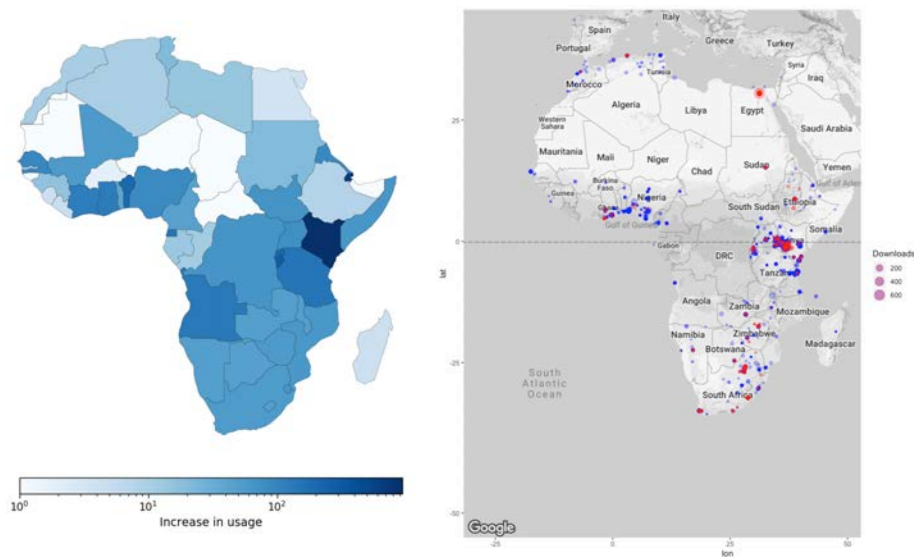 10⁰
10¹
10²
Increase in usage
Italy
Spain
Portugal
Greece
Turkey
Syria
Iraq
Tunisia
Morocco
Algeria
Libya
Egypt
Western
Sahara
Saudi Arabia
Mauritania
Mali
Niger
Chad
Sudan
Yemen
Burkina
Faso
Guinea
Nigeria
Ghana
Gulf of Guinea
South Sudan
Ethiopia
Somalia
Gabon
DRC
Angola
Zambia
Mozambique
Zimbabwe
Namibia
Botswana
Madagascar
South Africa
South
Atlantic
Ocean
Google
25
0
-25
-50
lat
-25
0
25
50
lon
Downloads
200
400
600